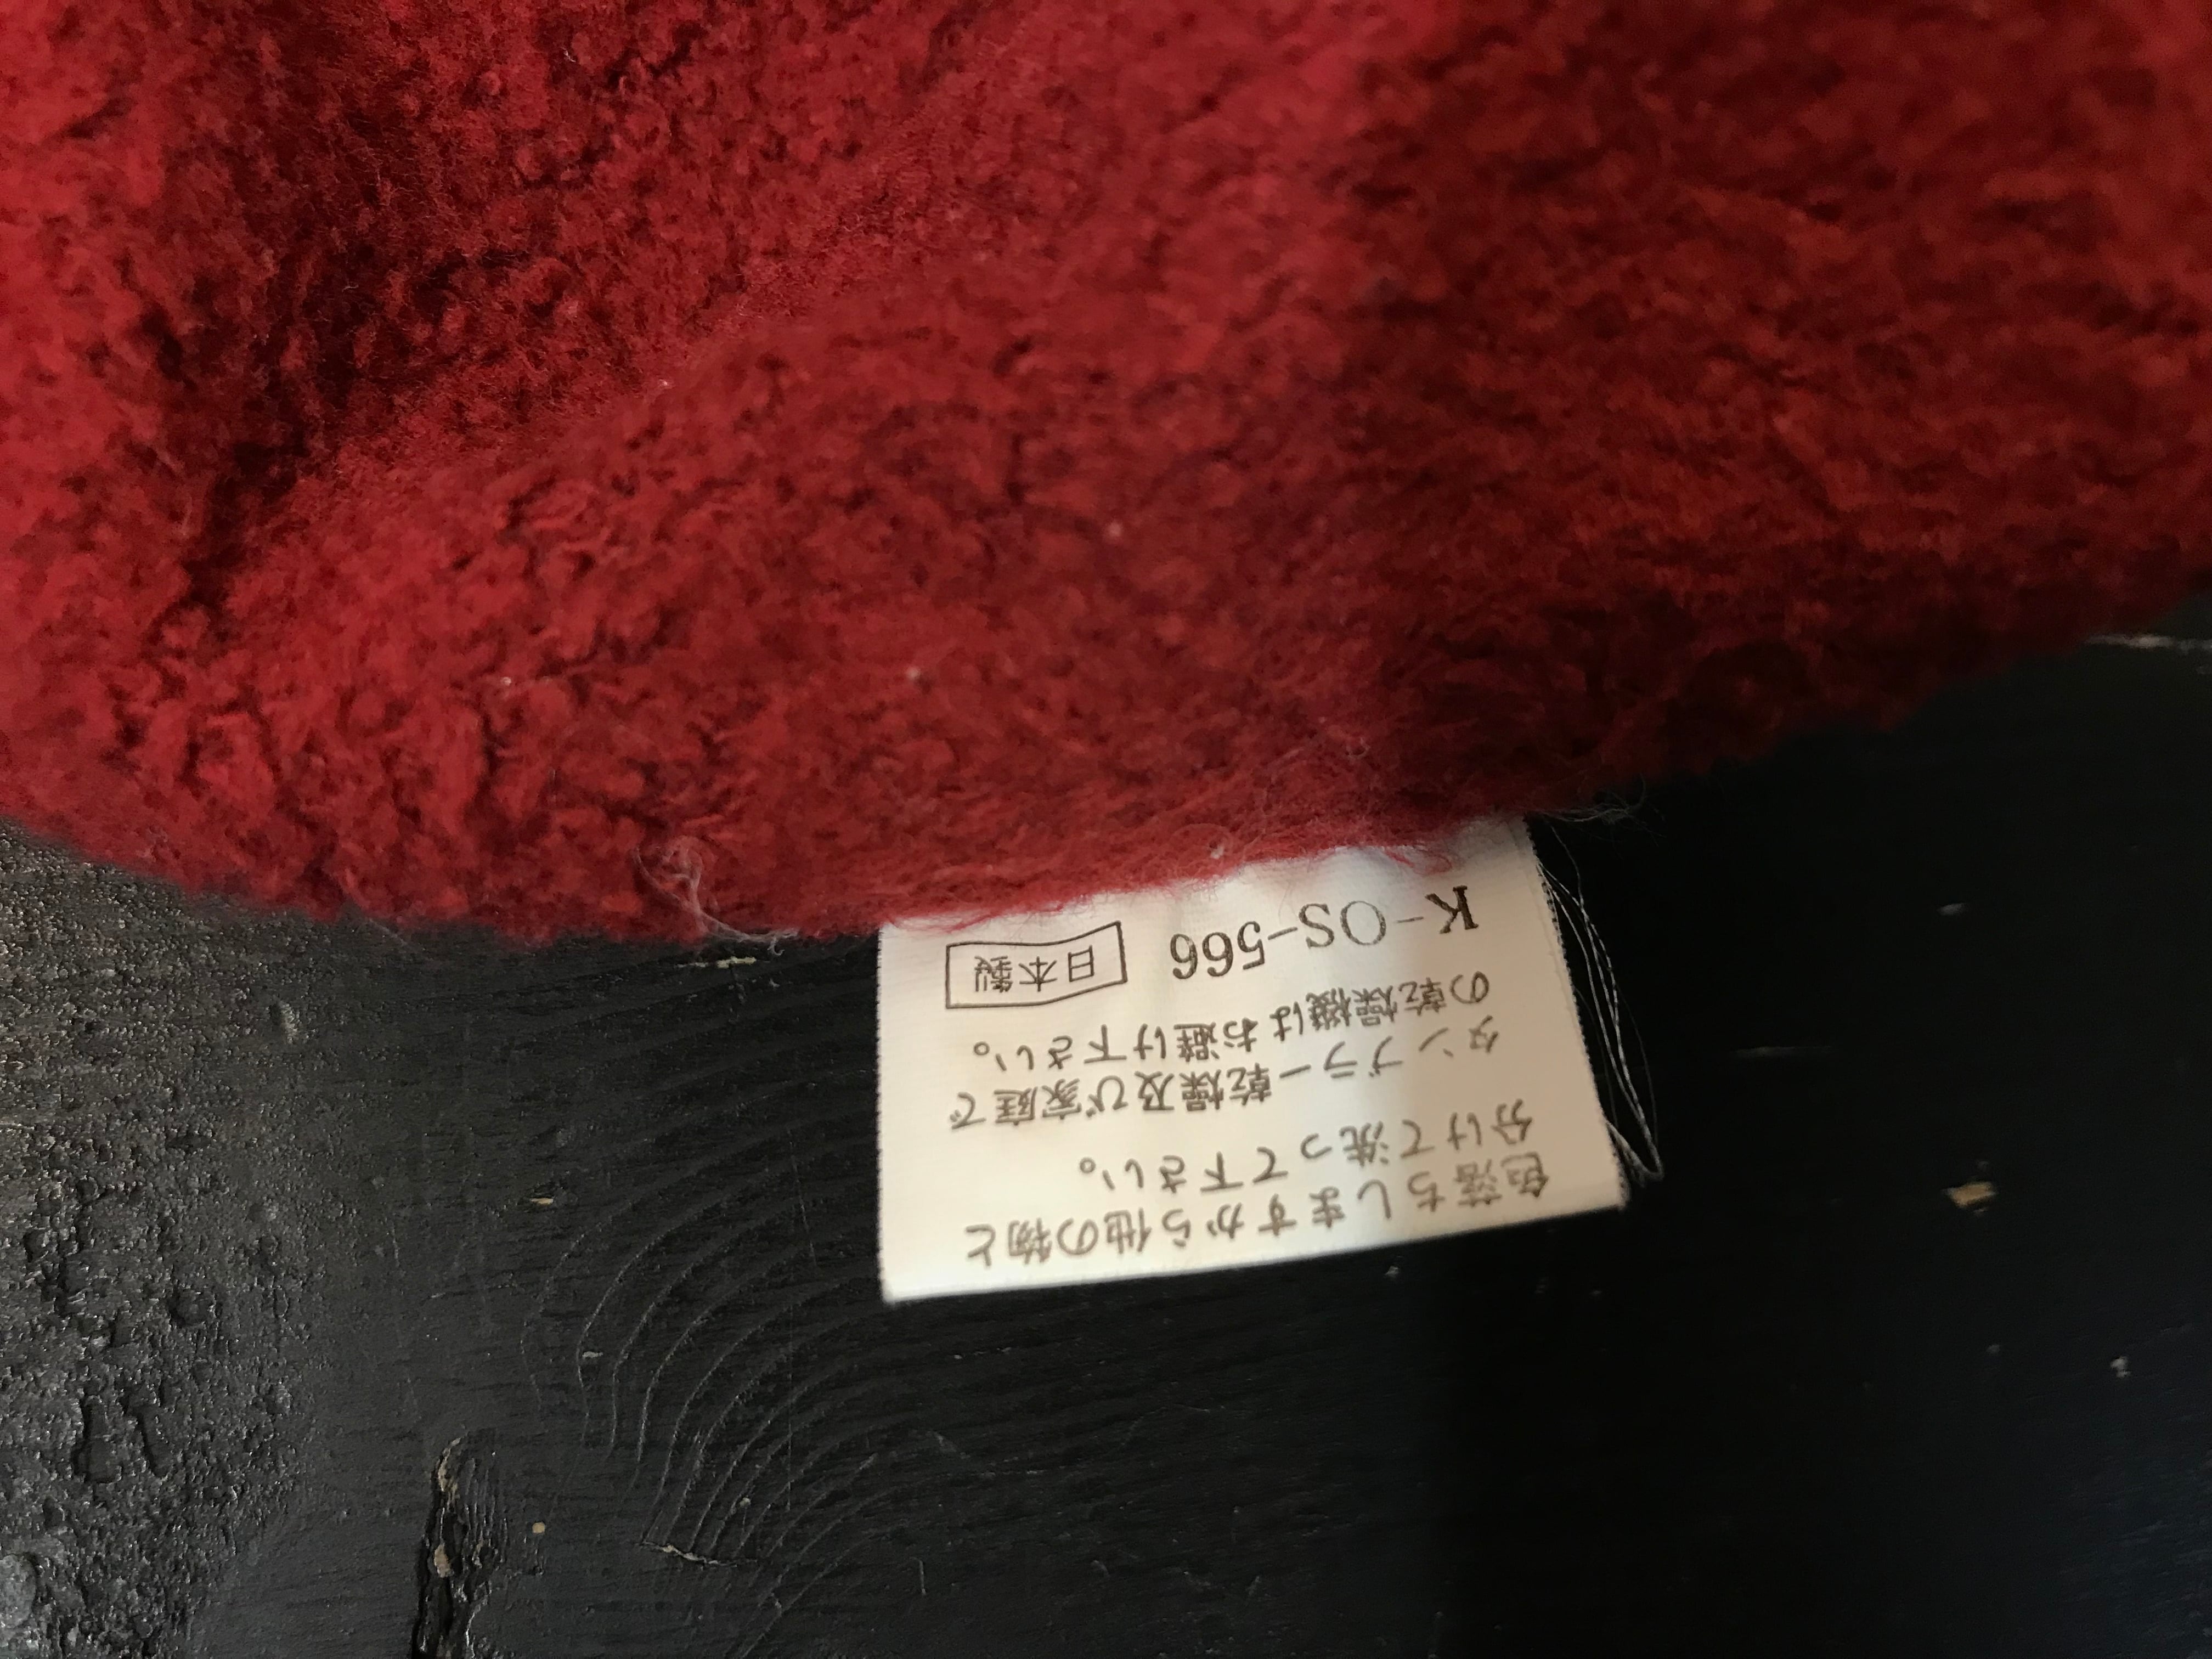 色落ちしますから他の物と
分けて洗って下さい。
タンブラー乾燥及び家庭で
の乾燥機はお避け下さい。
K-OS-566 日本製